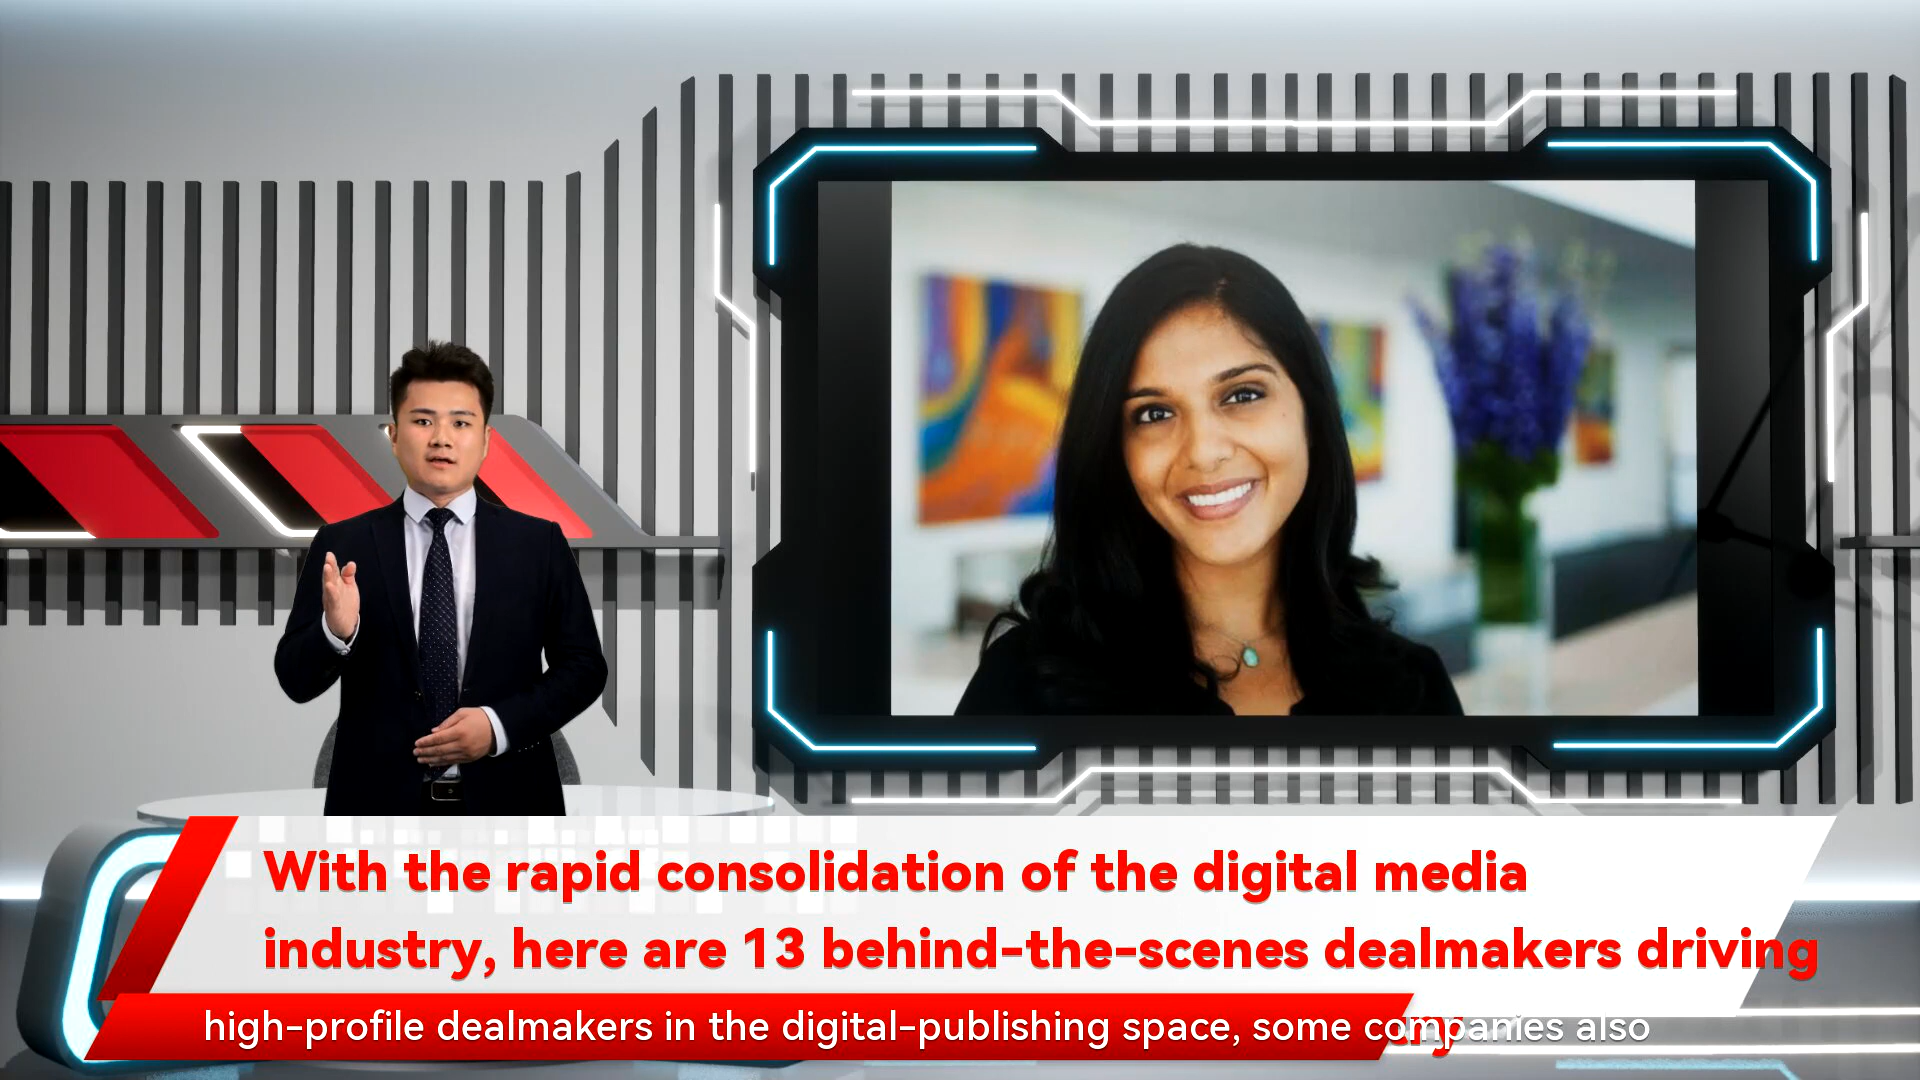 With the rapid consolidation of the digital media
industry, here are 13 behind-the-scenes dealmakers driving
high-profile dealmakers in the digital-publishing space, some companies also